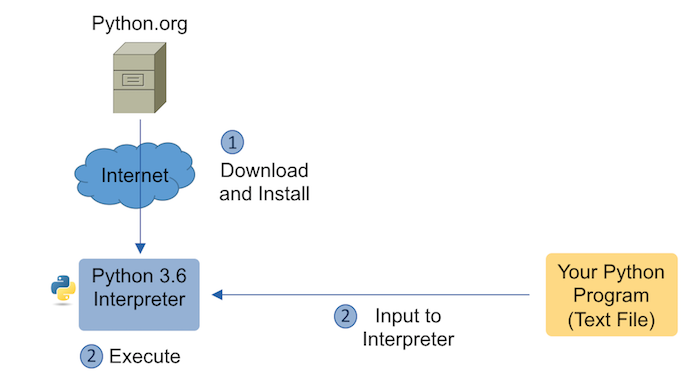 Python.org
1
Download
and Install
Internet
Python 3.6
Interpreter
Your Python
Program
(Text File)
2 Input to
Interpreter
2 Execute